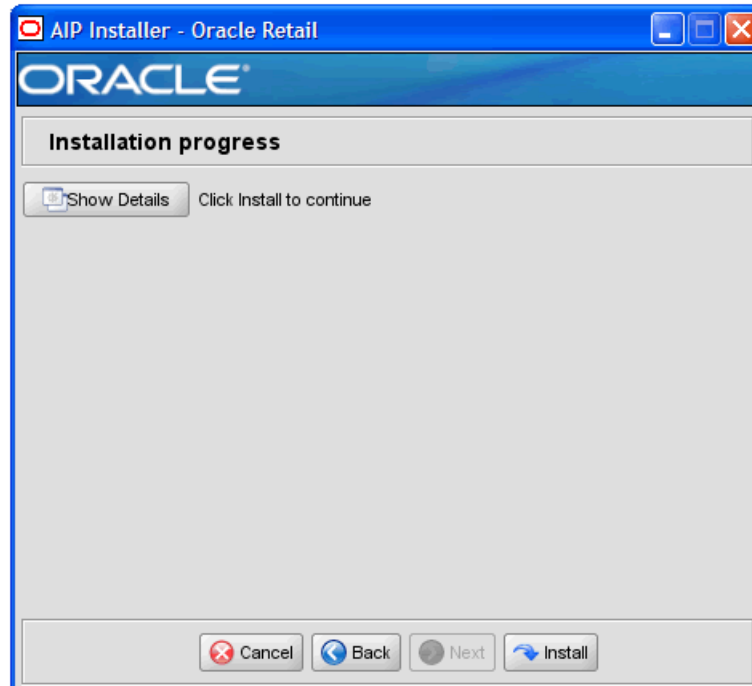 AIP Installer - Oracle Retail
ORACLE®
Installation progress
Show Details Click Install to continue
Cancel Back Next Install